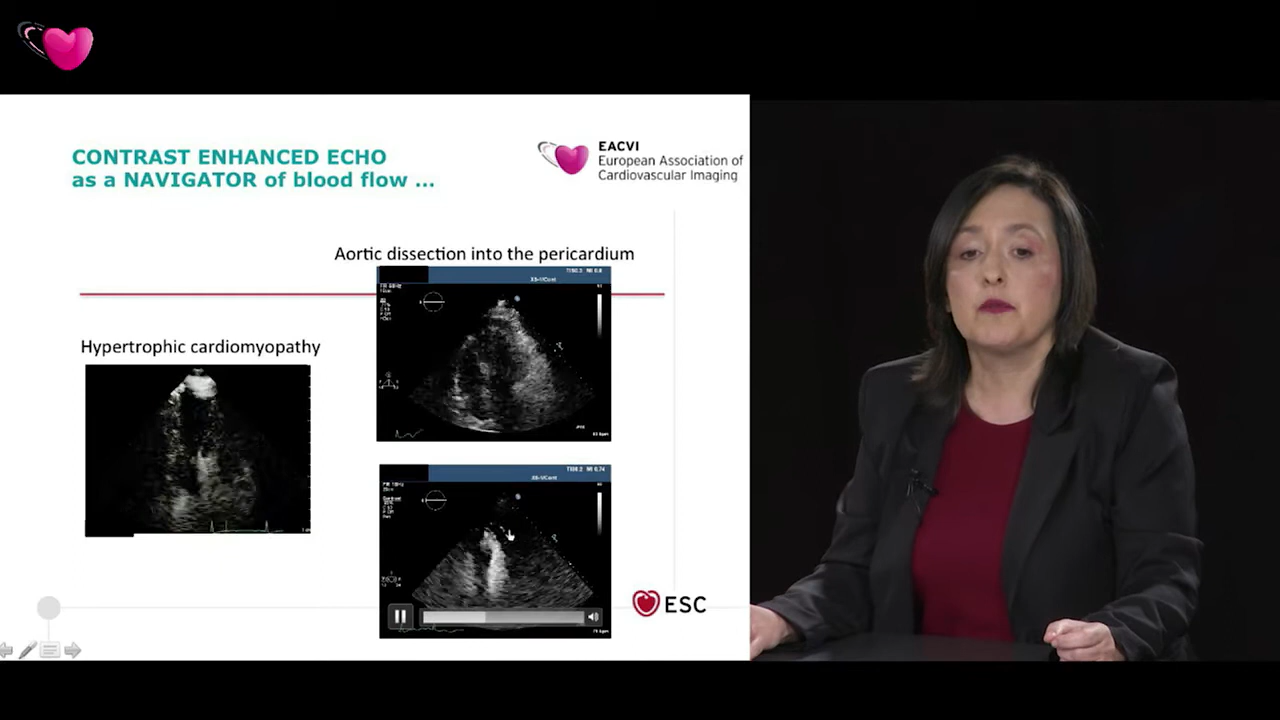 CONTRAST ENHANCED ECHO
as a NAVIGATOR of blood flow ...
EACVI
European Association of
Cardiovascular Imaging
Aortic dissection into the pericardium
Hypertrophic cardiomyopathy
ESC